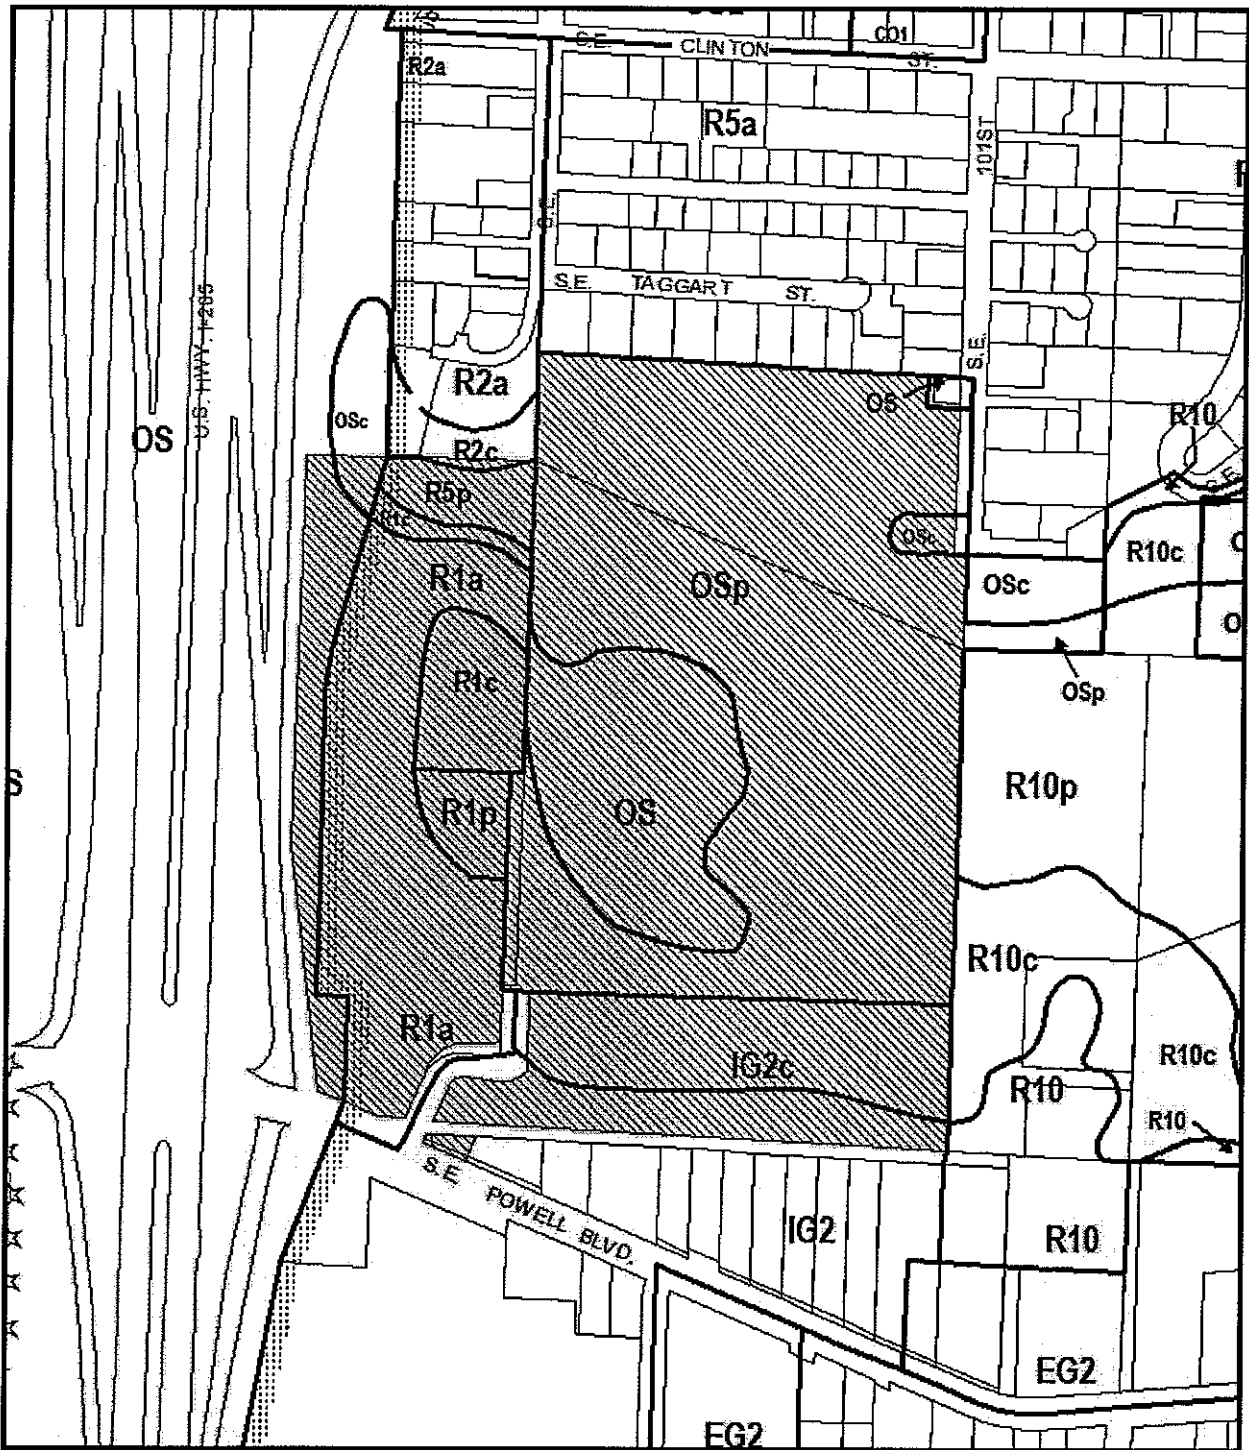 S.E. CLINTON ST.
CO1
R2a
R5a
101ST
S.E.
S.E. TAGGART ST.
S.E.
U.S. HWY. I-205
OS
OSc
R2a
R2c
OS
R10
S.E.
R5p
R1c
R1a
OSp
OSc
R10c
OSc
OSp
R1c
R1p
OS
R10p
R10c
R1a
IG2c
R10
R10c
R10
S.E. POWELL BLVD.
IG2
R10
EG2
EG2